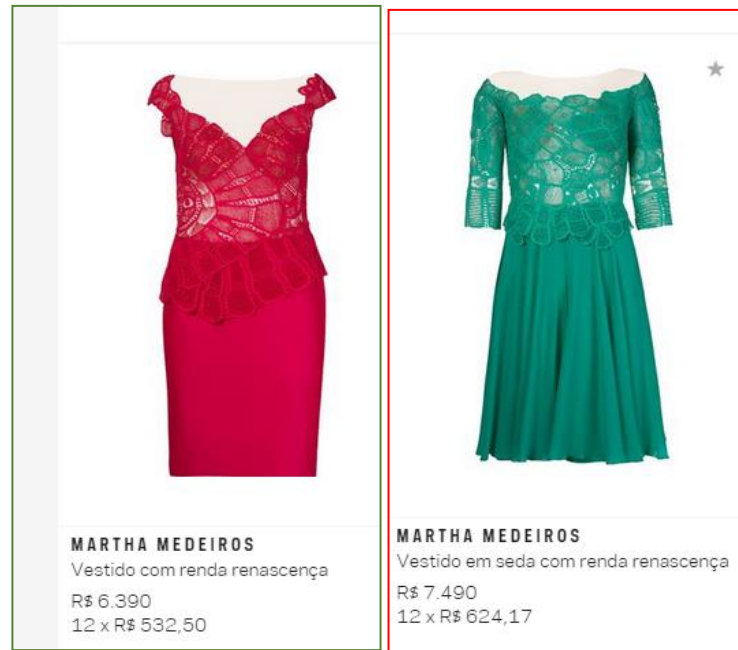 MARTHA MEDEIROS
Vestido com renda renascença
R$ 6.390
12 x R$ 532,50
MARTHA MEDEIROS
Vestido em seda com renda renascença
R$ 7.490
12 x R$ 624,17